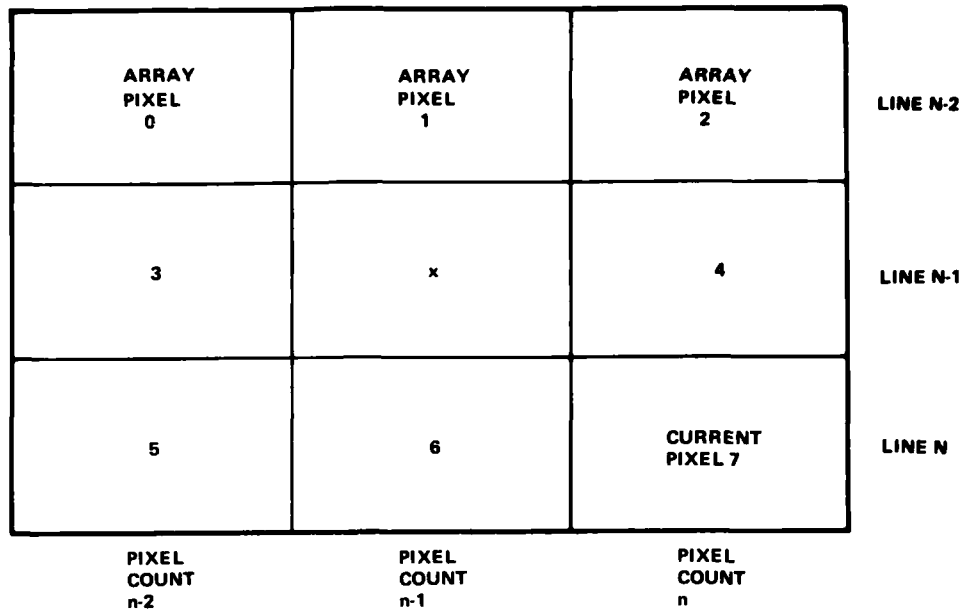 ARRAY
PIXEL
0
ARRAY
PIXEL
1
ARRAY
PIXEL
2
LINE N-2
3
x
4
LINE N-1
5
6
CURRENT
PIXEL 7
LINE N
PIXEL
COUNT
n-2
PIXEL
COUNT
n-1
PIXEL
COUNT
n